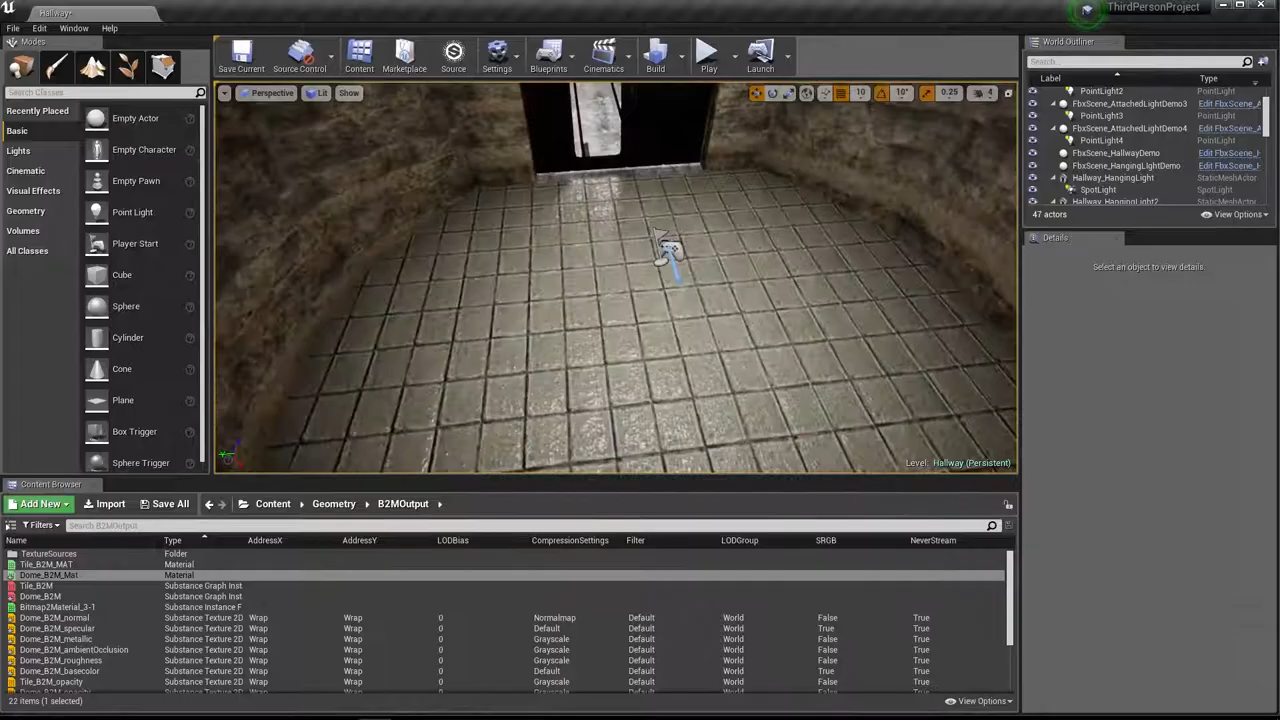 Hallway*
ThirdPersonProject
File Edit Window Help
Modes
Search Classes
Recently Placed
Basic
Lights
Cinematic
Visual Effects
Geometry
Volumes
All Classes
Empty Actor
Empty Character
Empty Pawn
Point Light
Player Start
Cube
Sphere
Cylinder
Cone
Plane
Box Trigger
Sphere Trigger
Save Current Source Control Content Marketplace Source Settings Blueprints Cinematics Build Play Launch
Perspective Lit Show 10 10° 0.25 4
Level: Hallway (Persistent)
World Outliner
Search...
Label Type
PointLight2 PointLight
FbxScene_AttachedLightDemo3 Edit FbxScene_A
PointLight3 PointLight
FbxScene_AttachedLightDemo4 Edit FbxScene_A
PointLight4 PointLight
FbxScene_HallwayDemo Edit FbxScene_H
FbxScene_HangingLightDemo Edit FbxScene_H
Hallway_HangingLight StaticMeshActor
SpotLight SpotLight
Hallway_HangingLight2 StaticMeshActor
47 actors View Options
Details
Select an object to view details.
Content Browser
Add New Import Save All Content Geometry B2MOutput
Filters Search B2MOutput
Name Type AddressX AddressY LODBias CompressionSettings Filter LODGroup SRGB NeverStream
TextureSources Folder
Tile_B2M_MAT Material
Dome_B2M_Mat Material
Tile_B2M Substance Graph Inst
Dome_B2M Substance Graph Inst
Bitmap2Material_3-1 Substance Instance F
Dome_B2M_normal Substance Texture 2D Wrap Wrap 0 Normalmap Default World False True
Dome_B2M_specular Substance Texture 2D Wrap Wrap 0 Default Default World True True
Dome_B2M_metallic Substance Texture 2D Wrap Wrap 0 Grayscale Default World False True
Dome_B2M_ambientOcclusion Substance Texture 2D Wrap Wrap 0 Grayscale Default World False True
Dome_B2M_roughness Substance Texture 2D Wrap Wrap 0 Grayscale Default World False True
Dome_B2M_basecolor Substance Texture 2D Wrap Wrap 0 Default Default World True True
Tile_B2M_opacity Substance Texture 2D Wrap Wrap 0 Grayscale Default World False True
22 items (1 selected) View Options